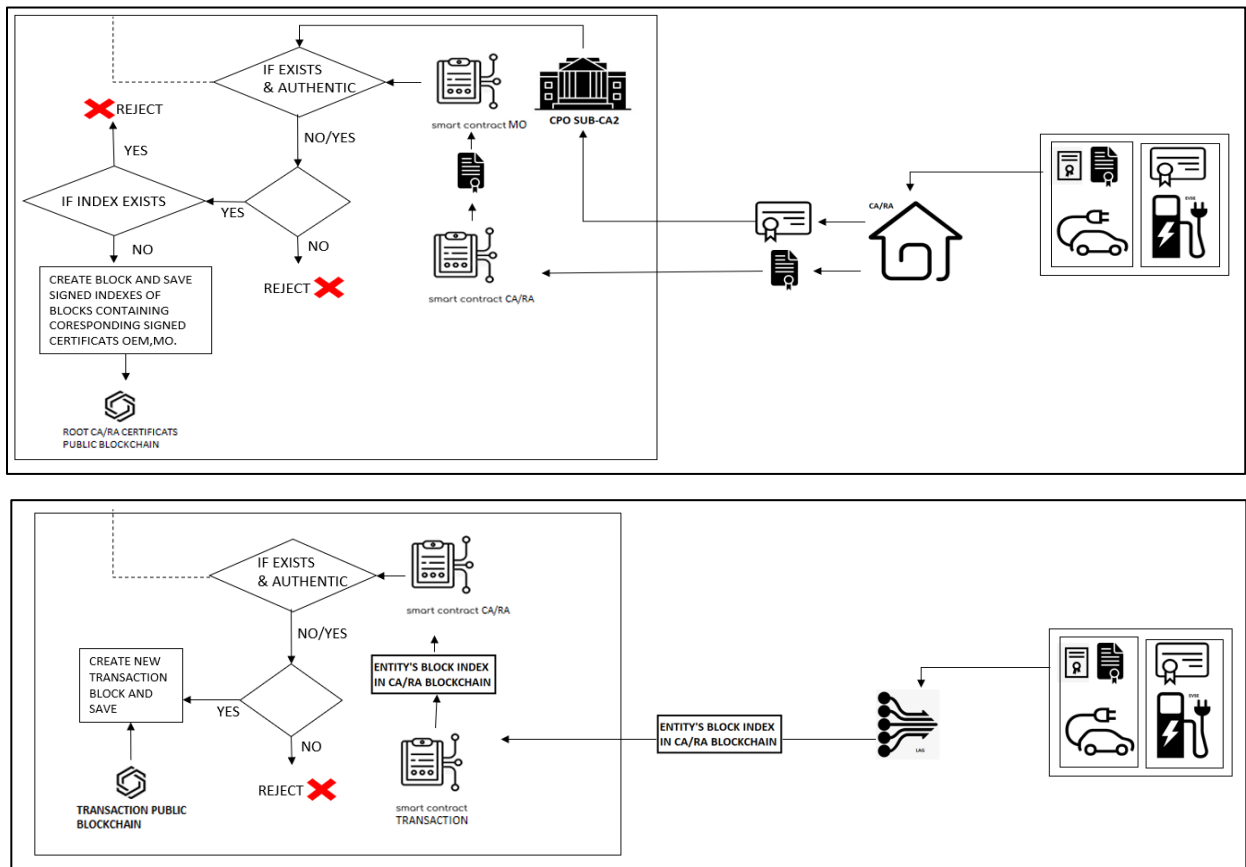 IF EXISTS
& AUTHENTIC
REJECT
smart contract MO
CPO SUB-CA2
NO/YES
YES
IF INDEX EXISTS
YES
CA/RA
EVSE
NO
NO
CREATE BLOCK AND SAVE
SIGNED INDEXES OF
BLOCKS CONTAINING
CORESPONDING SIGNED
CERTIFICATS OEM,MO.
REJECT
smart contract CA/RA
ROOT CA/RA CERTIFICATS
PUBLIC BLOCKCHAIN
IF EXISTS
& AUTHENTIC
smart contract CA/RA
NO/YES
CREATE NEW
TRANSACTION
BLOCK AND
SAVE
ENTITY'S BLOCK INDEX
IN CA/RA BLOCKCHAIN
YES
ENTITY'S BLOCK INDEX
IN CA/RA BLOCKCHAIN
LAG
EVSE
NO
REJECT
smart contract
TRANSACTION
TRANSACTION PUBLIC
BLOCKCHAIN